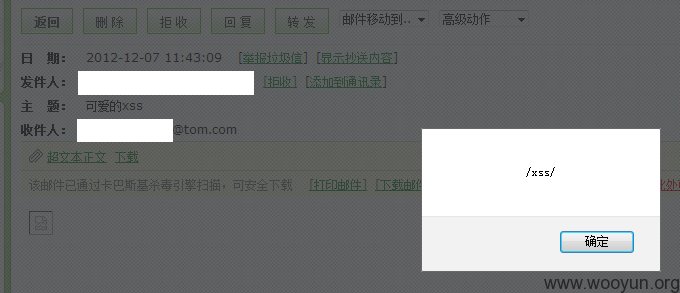 返回 删除 拒收 回复 转发 邮件移动到.. 高级动作
日 期： 2012-12-07 11:43:09 [举报垃圾信] [显示抄送内容]
发件人： [拒收] [添加到通讯录]
主 题： 可爱的xss
收件人： @tom.com
超文本正文 下载
该邮件已通过卡巴斯基杀毒引擎扫描，可安全下载 [打印邮件] [下载邮件
/xss/
确定
www.wooyun.org